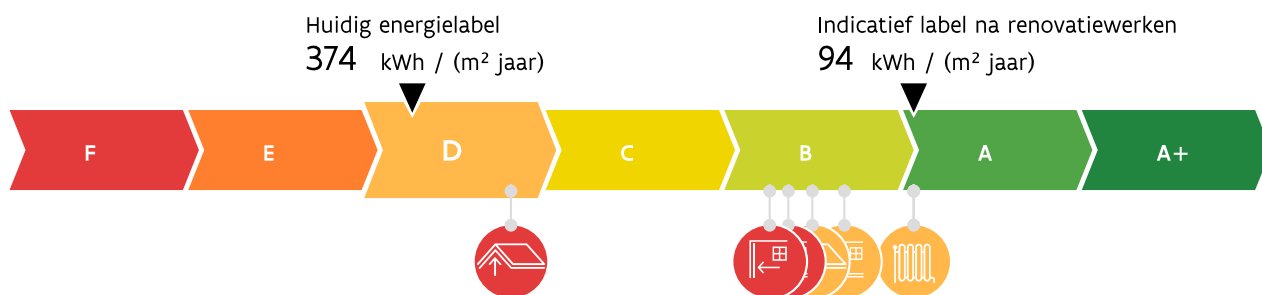 Huidig energielabel
374 kWh / (m² jaar)
Indicatief label na renovatiewerken
94 kWh / (m² jaar)
F E D C B A A+